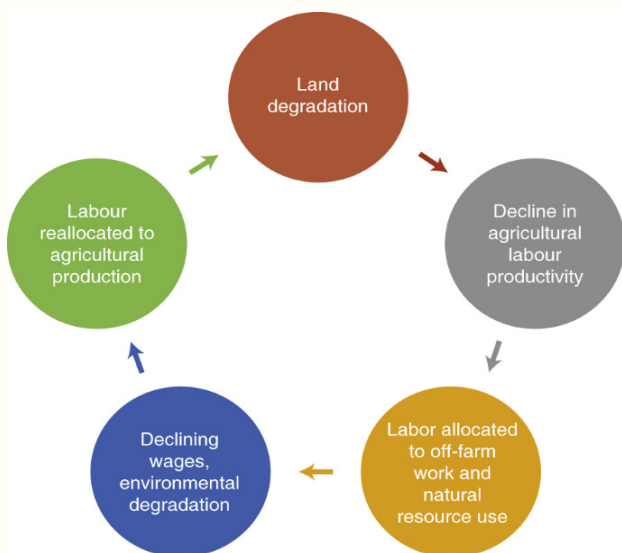 Land
degradation
Decline in
agricultural
labour
productivity
Labor allocated
to off-farm
work and
natural
resource use
Declining
wages,
environmental
degradation
Labour
reallocated to
agricultural
production